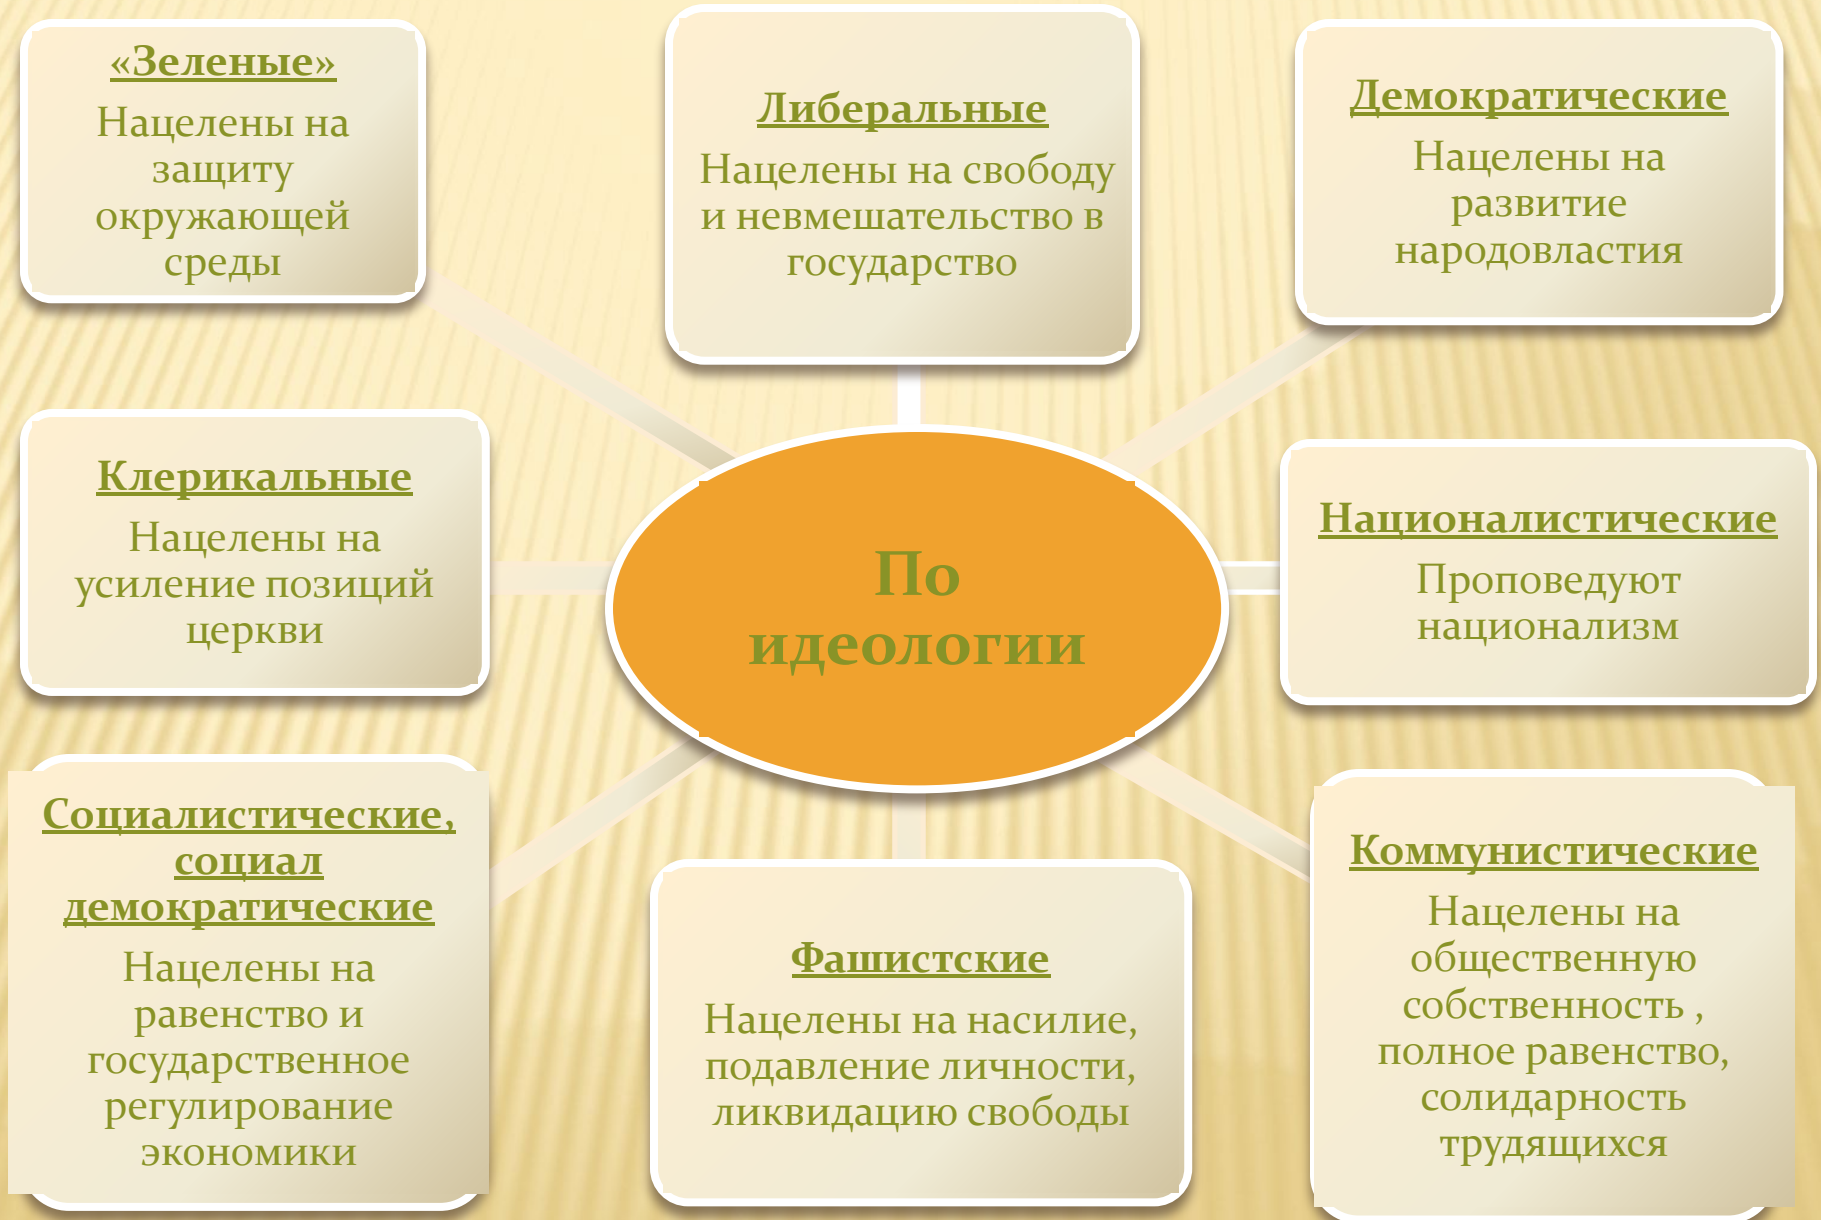 «Зеленые»
Нацелены на
защиту
окружающей
среды
Либеральные
Нацелены на свободу
и невмешательство в
государство
Демократические
Нацелены на
развитие
народовластия
Клерикальные
Нацелены на
усиление позиций
церкви
По
идеологии
Националистические
Проповедуют
национализм
Социалистические,
социал
демократические
Нацелены на
равенство и
государственное
регулирование
экономики
Фашистские
Нацелены на насилие,
подавление личности,
ликвидацию свободы
Коммунистические
Нацелены на
общественную
собственность ,
полное равенство,
солидарность
трудящихся